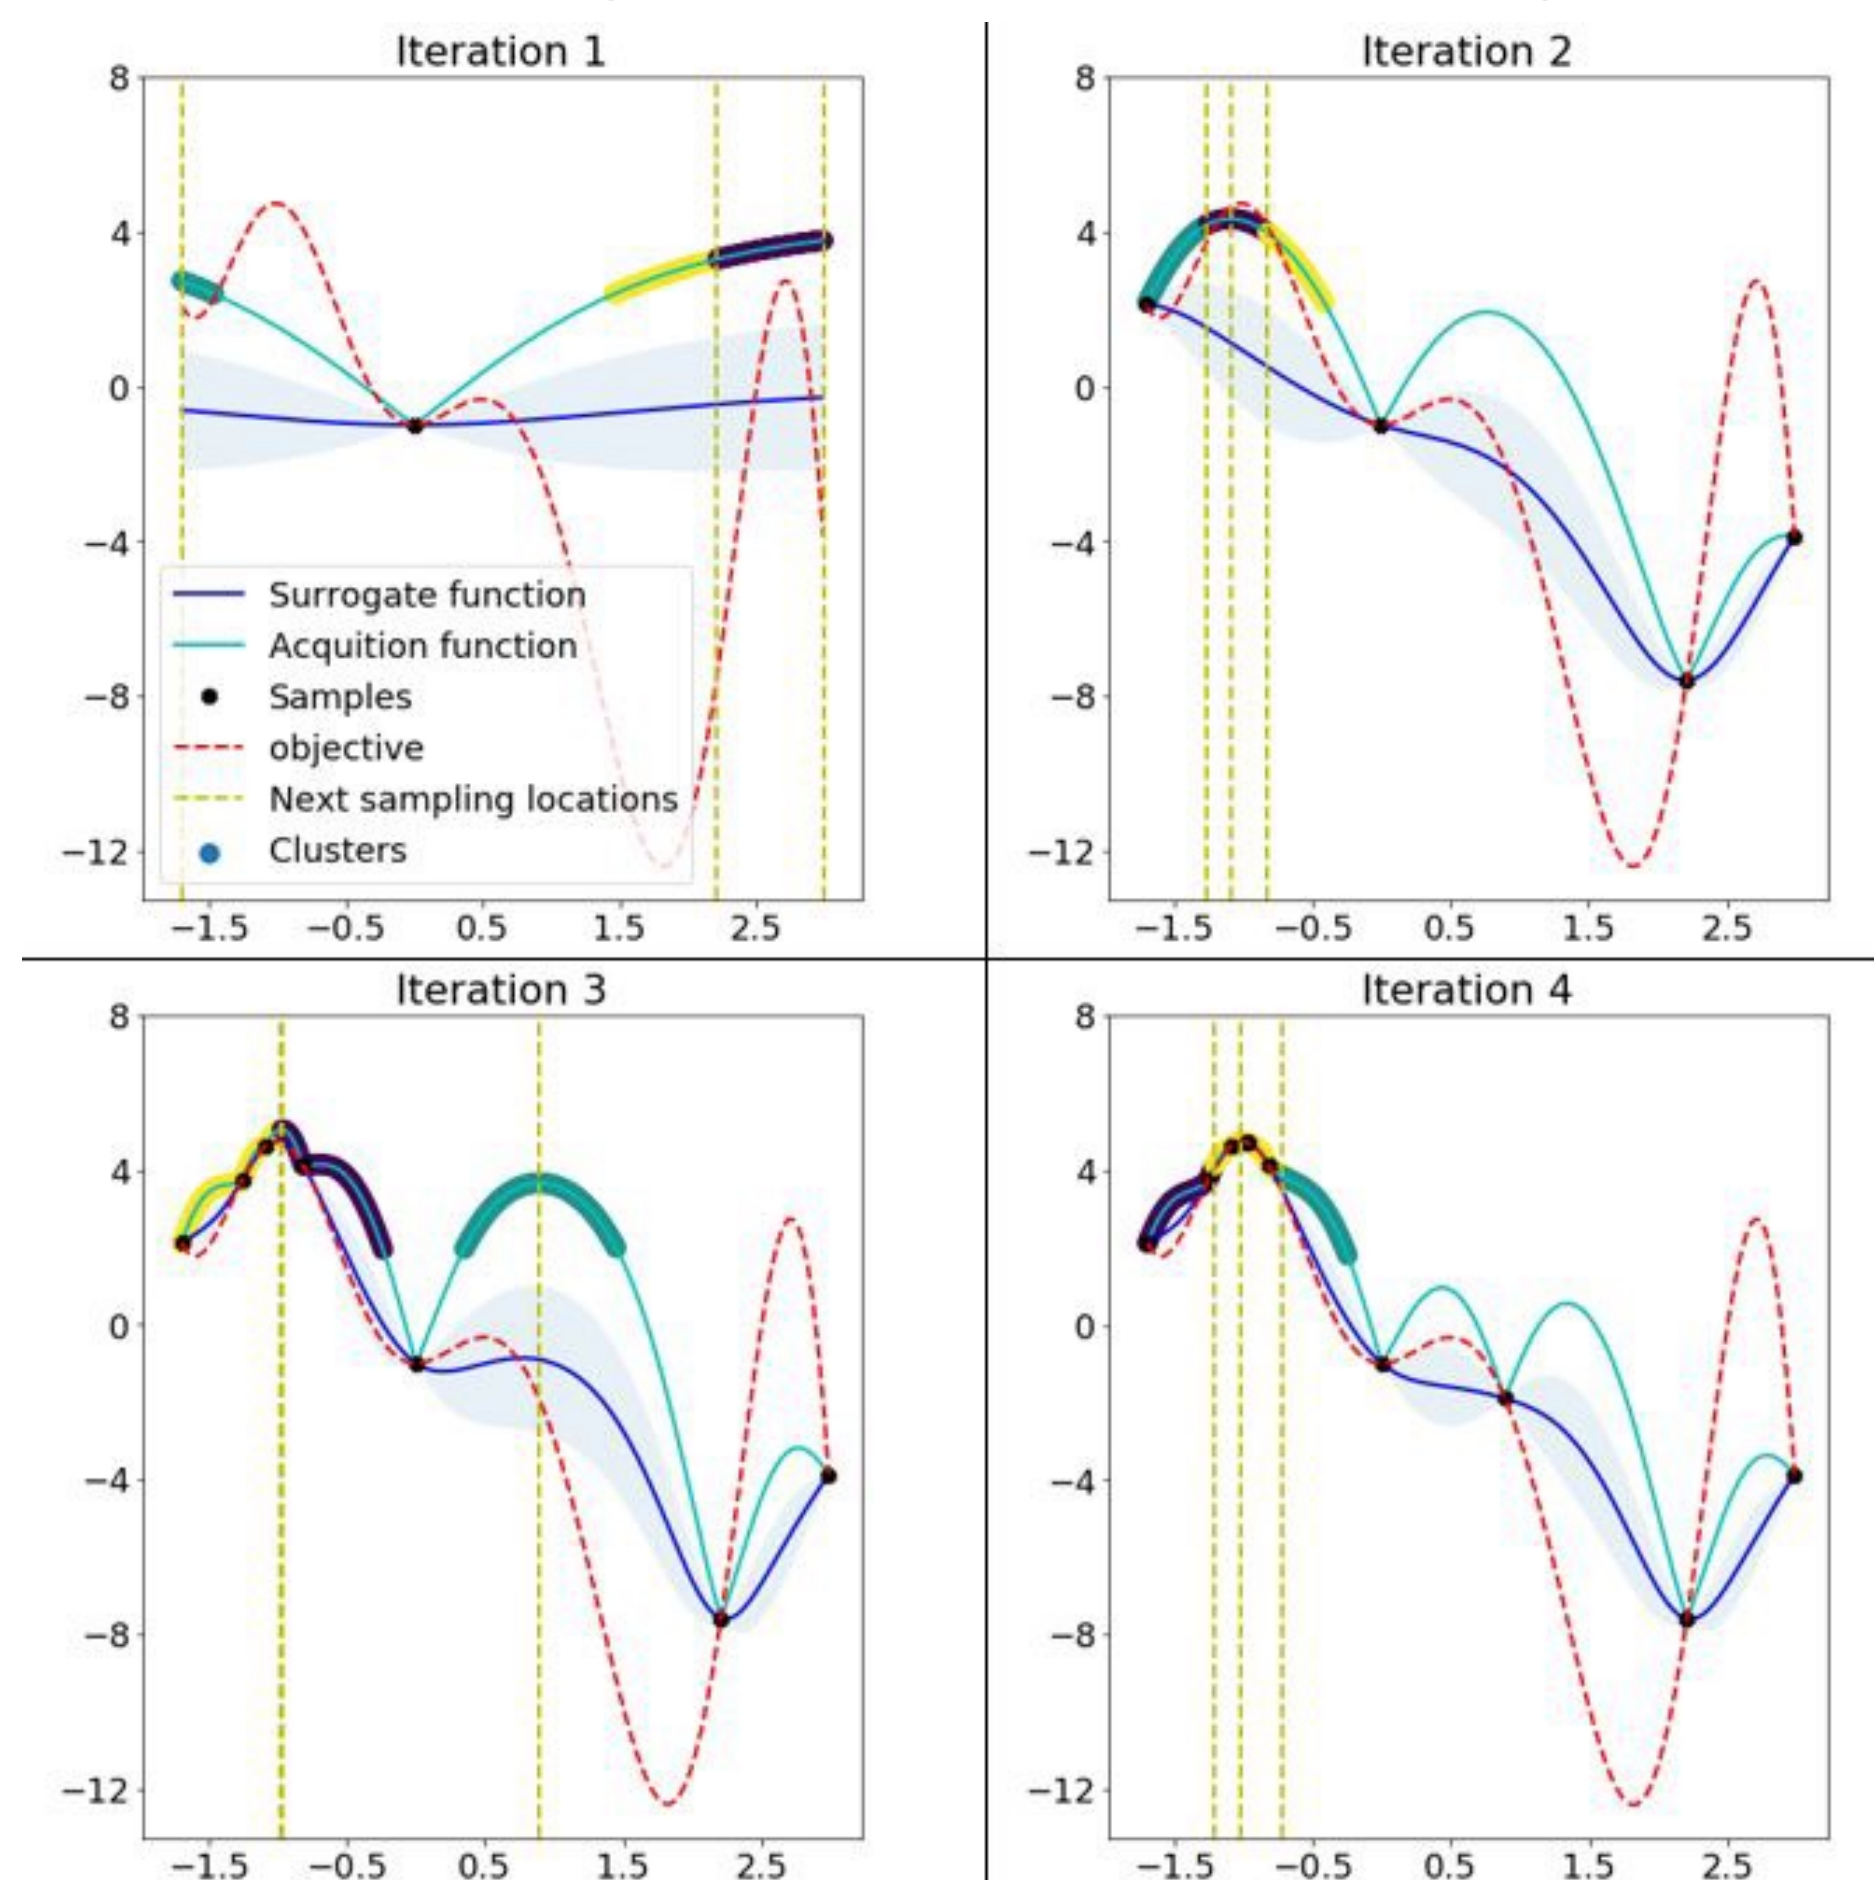 Iteration 1
8
4
0
−4
−8
−12
Surrogate function
Acquition function
Samples
objective
Next sampling locations
Clusters
−1.5 −0.5 0.5 1.5 2.5
Iteration 2
8
4
0
−4
−8
−12
−1.5 −0.5 0.5 1.5 2.5
Iteration 3
8
4
0
−4
−8
−12
−1.5 −0.5 0.5 1.5 2.5
Iteration 4
8
4
0
−4
−8
−12
−1.5 −0.5 0.5 1.5 2.5